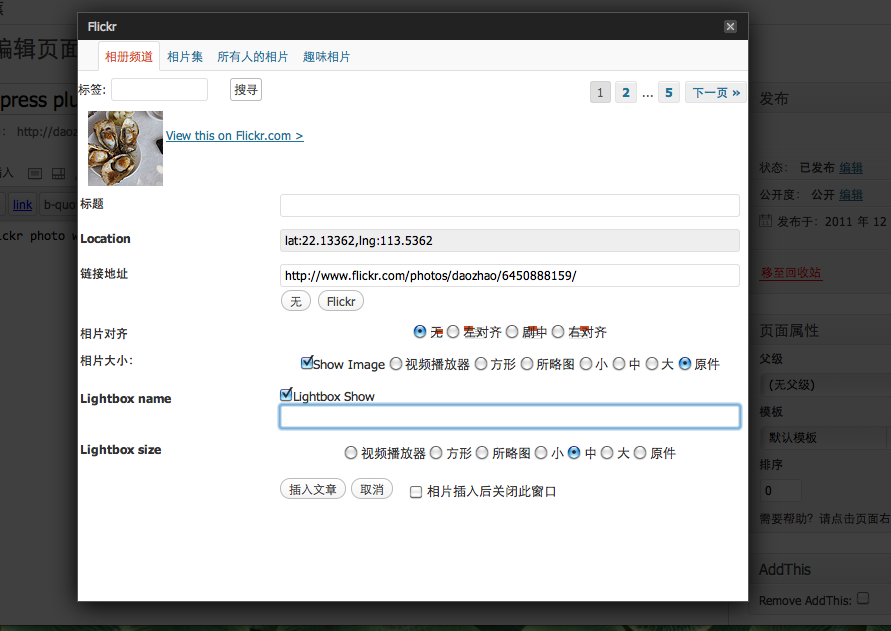 Flickr
编辑页面
相册频道 相片集 所有人的相片 趣味相片
标签: 搜寻
1 2 ... 5 下一页 »
View this on Flickr.com >
标题
Location lat:22.13362,lng:113.5362
链接地址 http://www.flickr.com/photos/daozhao/6450888159/
无 Flickr
相片对齐 无 左对齐 剧中 右对齐
相片大小: Show Image 视频播放器 方形 所略图 小 中 大 原件
Lightbox name Lightbox Show
Lightbox size 视频播放器 方形 所略图 小 中 大 原件
插入文章 取消 相片插入后关闭此窗口
press plu
http://daoz
link b-quo
ckr photo w
发布
状态: 已发布 编辑
公开度: 公开 编辑
发布于: 2011 年 12
移至回收站
页面属性
父级
(无父级)
模板
默认模板
排序
0
需要帮助? 请点击页面右
AddThis
Remove AddThis: